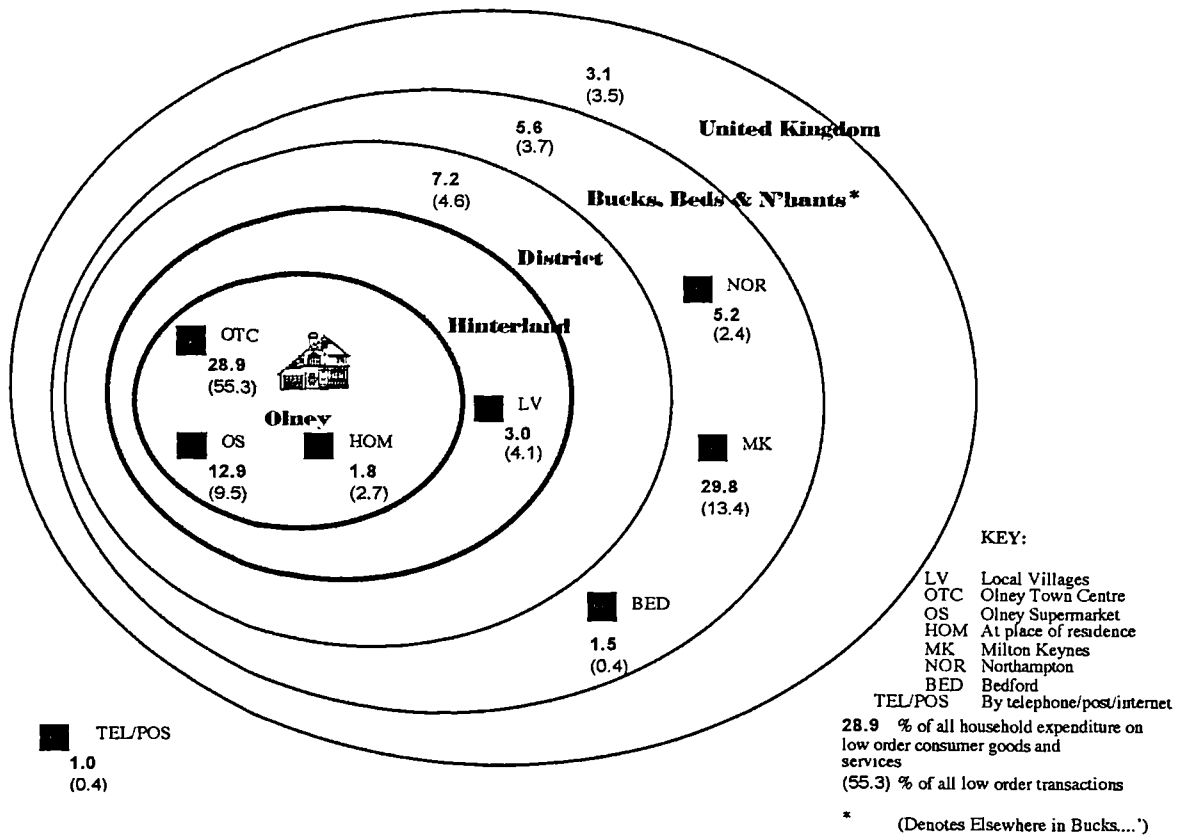 3.1
(3.5)
United Kingdom
5.6
(3.7)
Bucks, Beds & N'hants*
7.2
(4.6)
District
NOR
5.2
(2.4)
Hinterland
OTC
28.9
(55.3)
Olney
LV
3.0
(4.1)
OS
12.9
(9.5)
HOM
1.8
(2.7)
MK
29.8
(13.4)
BED
1.5
(0.4)
TEL/POS
1.0
(0.4)
KEY:
LV Local Villages
OTC Olney Town Centre
OS Olney Supermarket
HOM At place of residence
MK Milton Keynes
NOR Northampton
BED Bedford
TEL/POS By telephone/post/internet
28.9 % of all household expenditure on
low order consumer goods and
services
(55.3) % of all low order transactions
* (Denotes Elsewhere in Bucks....')